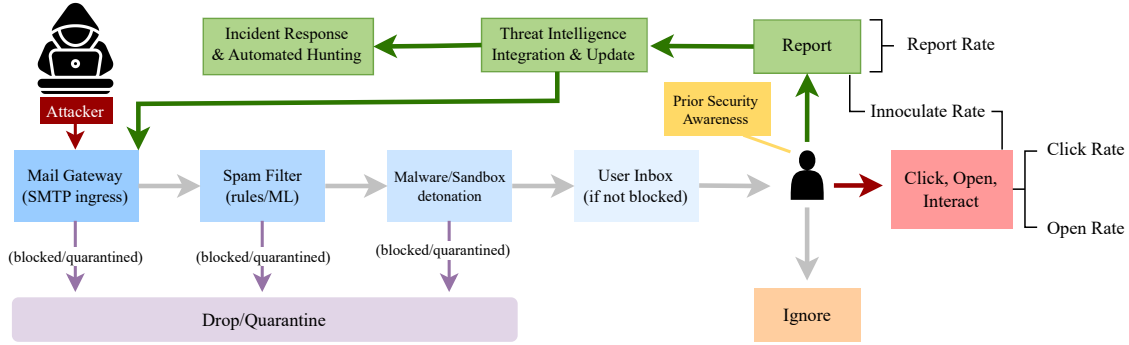 Incident Response
& Automated Hunting
Threat Intelligence
Integration & Update
Report
Report Rate
Attacker
Prior Security
Awareness
Innoculate Rate
Mail Gateway
(SMTP ingress)
Spam Filter
(rules/ML)
Malware/Sandbox
detonation
User Inbox
(if not blocked)
Click, Open,
Interact
Click Rate
Open Rate
(blocked/quarantined)
(blocked/quarantined)
(blocked/quarantined)
Drop/Quarantine
Ignore